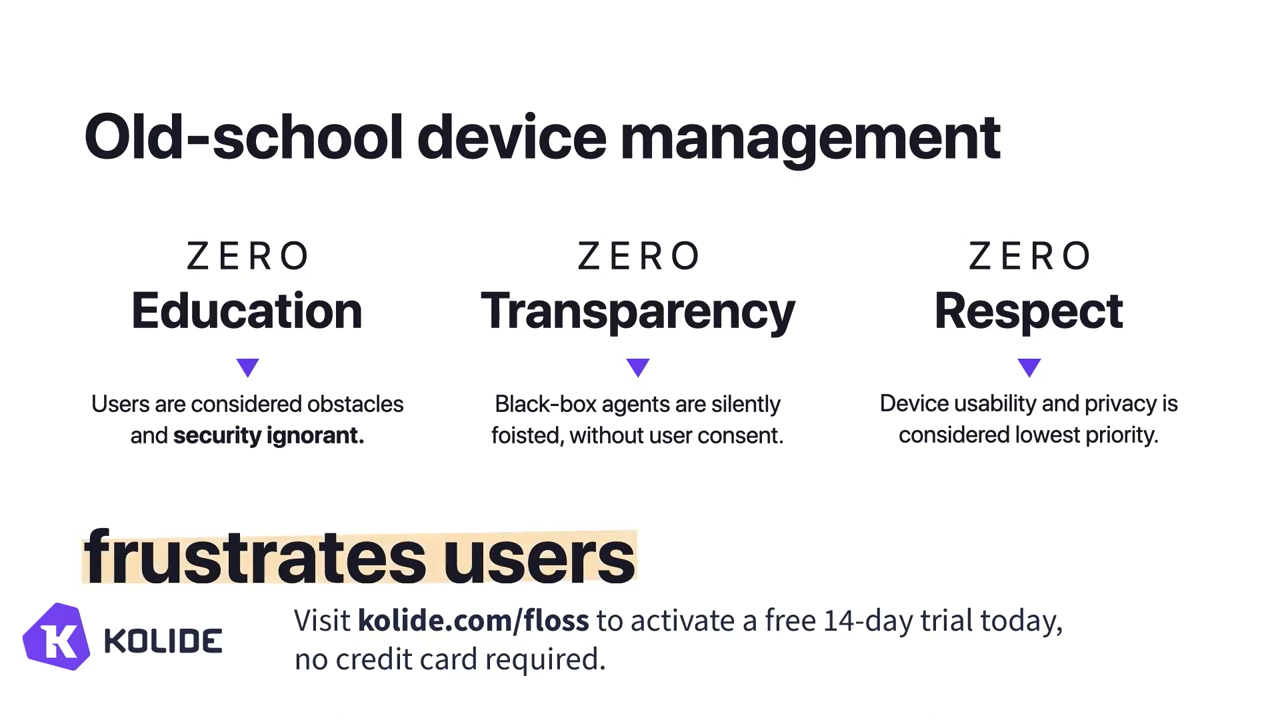 Old-school device management
ZERO
Education
Users are considered obstacles
and security ignorant.
ZERO
Transparency
Black-box agents are silently
foisted, without user consent.
ZERO
Respect
Device usability and privacy is
considered lowest priority.
frustrates users
KOLIDE
Visit kolide.com/floss to activate a free 14-day trial today,
no credit card required.